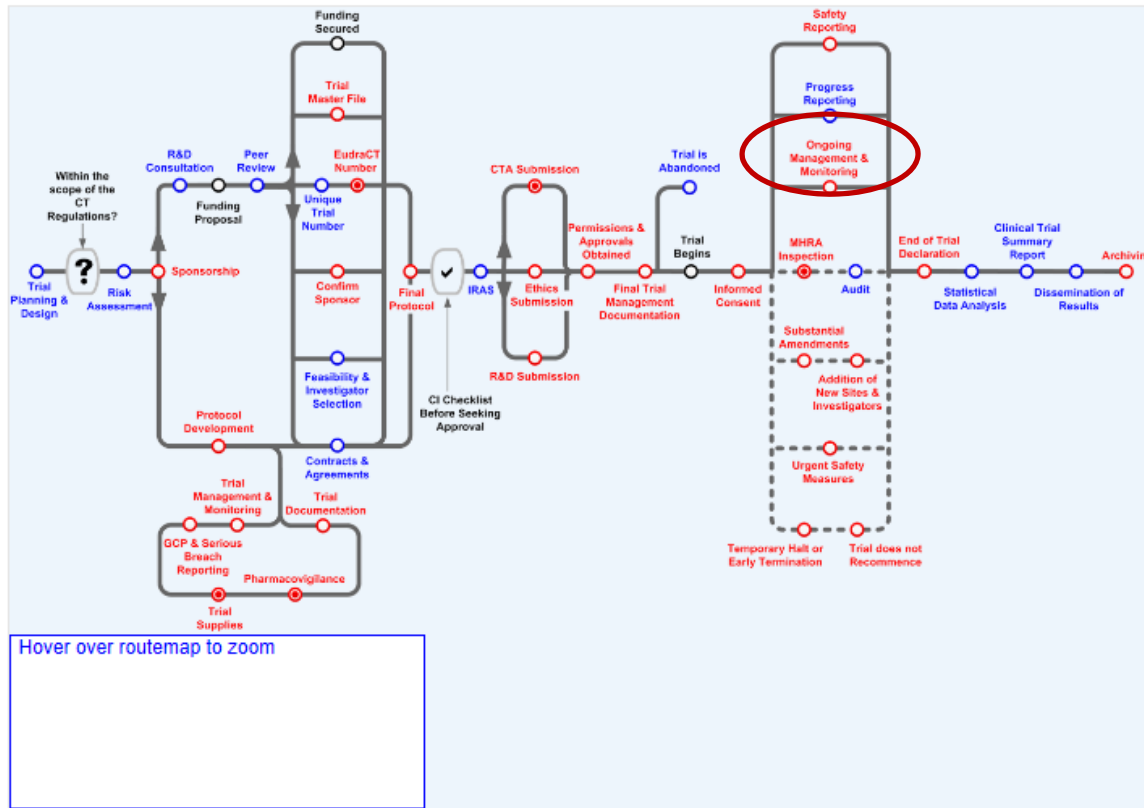 Within the
scope of the
CT
Regulations?
Trial
Planning &
Design
?
Risk
Assessment
Sponsorship
R&D
Consultation
Funding
Proposal
Peer
Review
Funding
Secured
Trial
Master File
EudraCT
Number
Unique
Trial
Number
Confirm
Sponsor
Feasibility &
Investigator
Selection
Contracts &
Agreements
Protocol
Development
Trial
Management &
Monitoring
Trial
Documentation
GCP & Serious
Breach
Reporting
Pharmacovigilance
Trial
Supplies
Final
Protocol
CI Checklist
Before Seeking
Approval
IRAS
CTA Submission
Ethics
Submission
R&D Submission
Permissions &
Approvals
Obtained
Final Trial
Management
Documentation
Trial is
Abandoned
Trial
Begins
Informed
Consent
Safety
Reporting
Progress
Reporting
Ongoing
Management &
Monitoring
MHRA
Inspection
Audit
Substantial
Amendments
Addition of
New Sites &
Investigators
Urgent Safety
Measures
Temporary Halt or
Early Termination
Trial does not
Recommence
End of Trial
Declaration
Statistical
Data Analysis
Clinical Trial
Summary
Report
Dissemination of
Results
Archivin
Hover over routemap to zoom